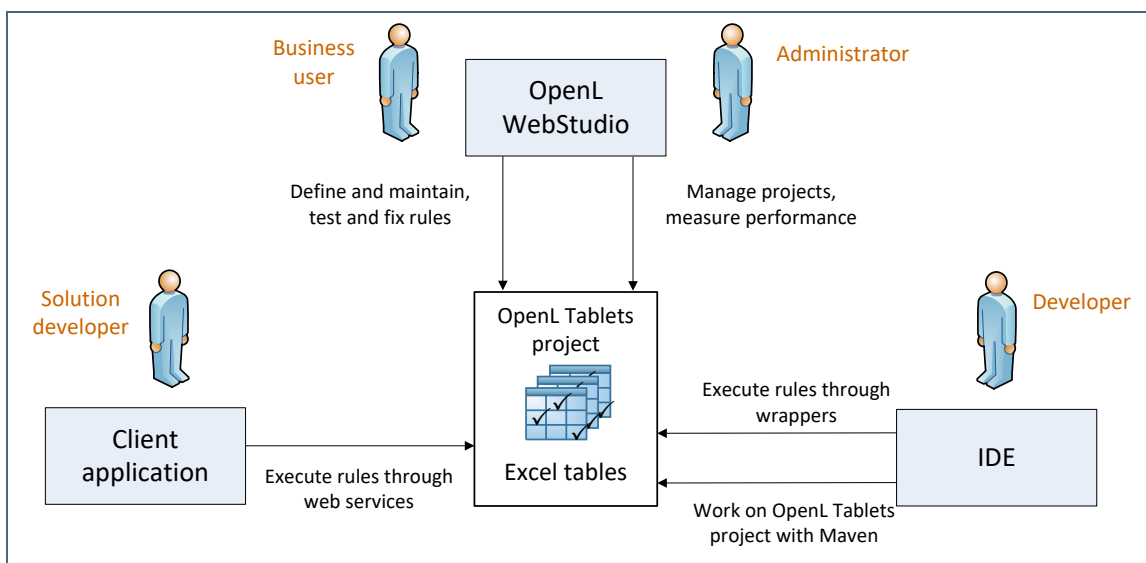 Business
user
Administrator
OpenL
WebStudio
Define and maintain,
test and fix rules
Manage projects,
measure performance
Solution
developer
OpenL Tablets
project
Developer
Execute rules through
wrappers
Client
application
Execute rules through
web services
Excel tables
IDE
Work on OpenL Tablets
project with Maven